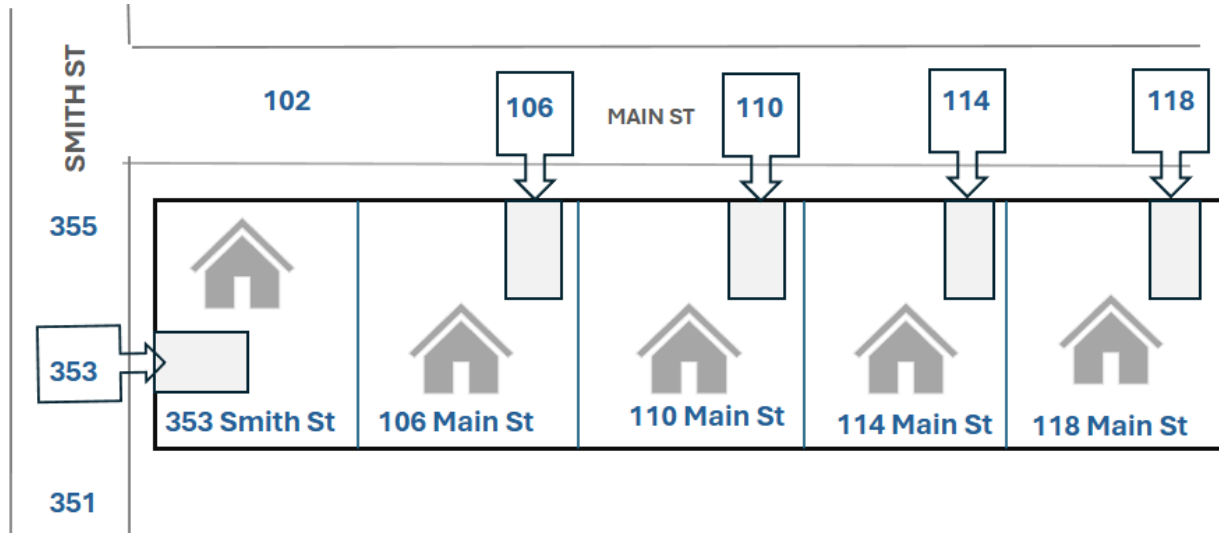 SMITH ST
102
106
MAIN ST
110
114
118
355
353
353 Smith St
106 Main St
110 Main St
114 Main St
118 Main St
351